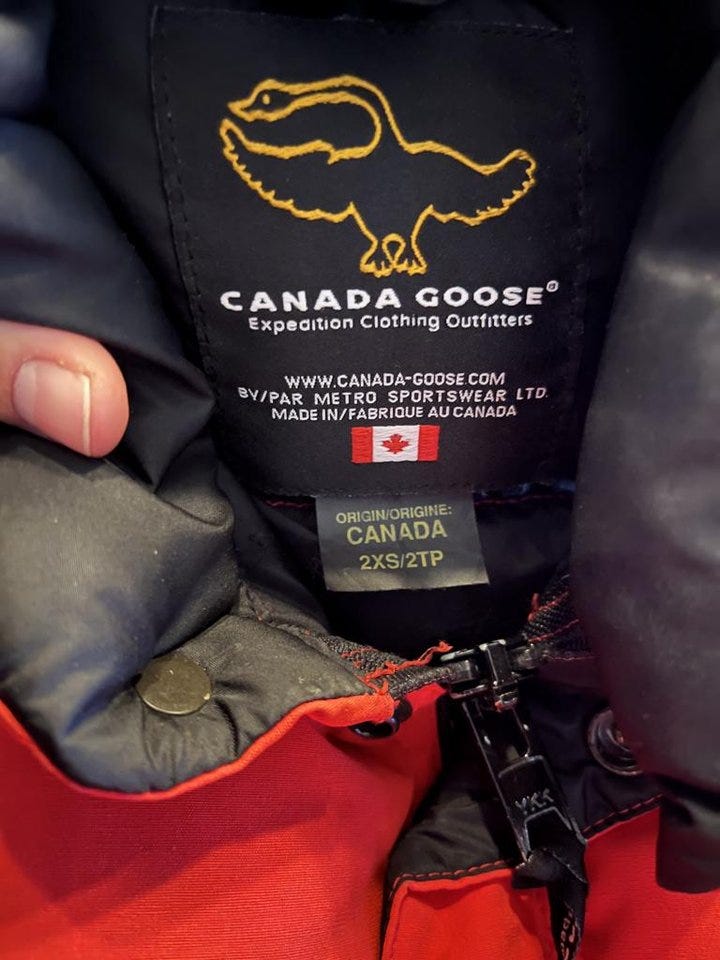 CANADA GOOSE®
Expedition Clothing Outfitters
WWW.CANADA-GOOSE.COM
BY/PAR METRO SPORTSWEAR LTD.
MADE IN/FABRIQUE AU CANADA
ORIGIN/ORIGINE:
CANADA
2XS/2TP
YKK